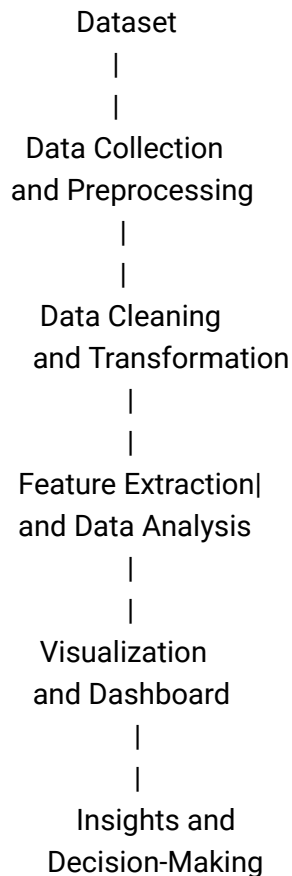 Dataset
|
|
Data Collection
and Preprocessing
|
|
Data Cleaning
and Transformation
|
|
Feature Extraction|
and Data Analysis
|
|
Visualization
and Dashboard
|
|
Insights and
Decision-Making